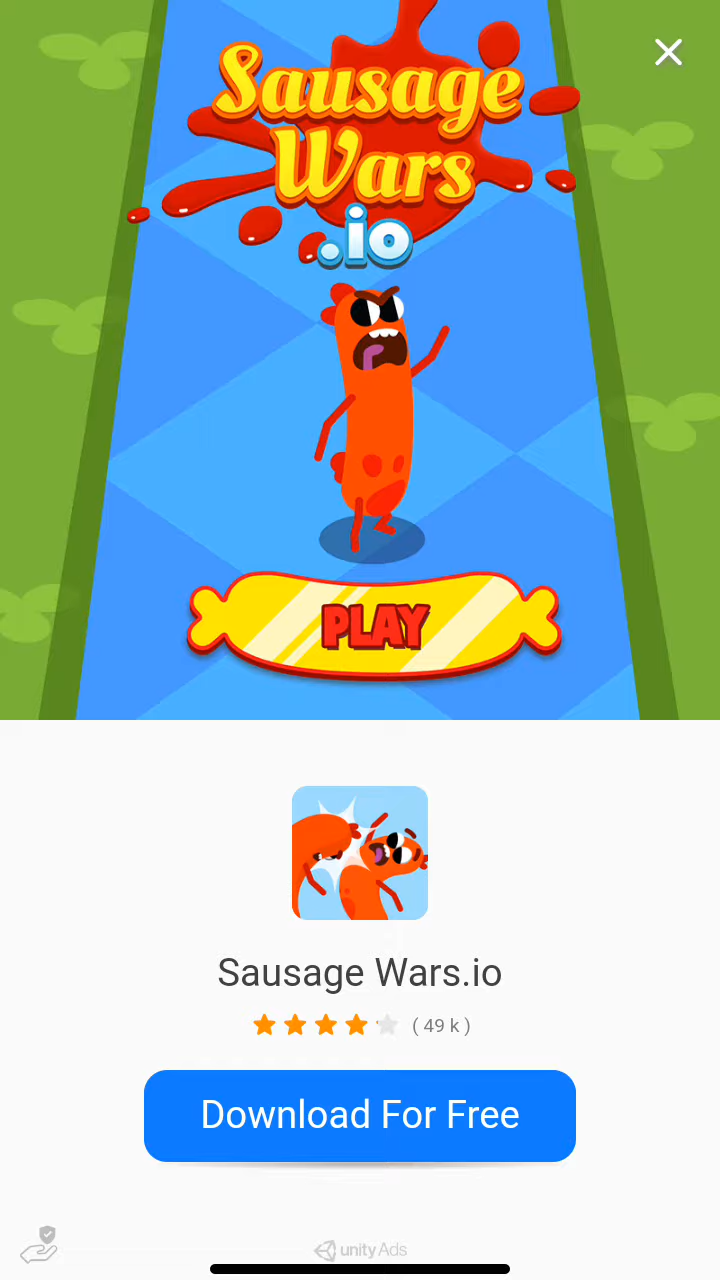 Sausage
Wars
.io
PLAY
Sausage Wars.io
( 49 k )
Download For Free
unity Ads